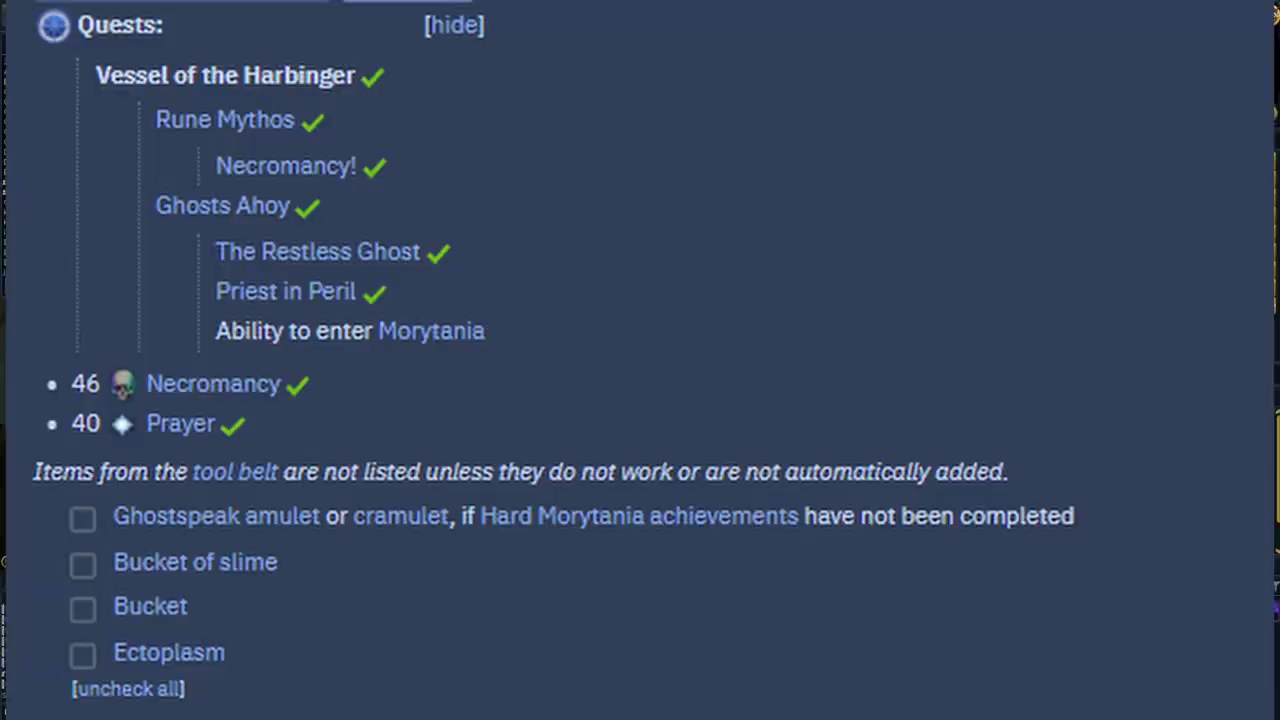 Quests: [hide]
Vessel of the Harbinger
Rune Mythos
Necromancy!
Ghosts Ahoy
The Restless Ghost
Priest in Peril
Ability to enter Morytania
46 Necromancy
40 Prayer
Items from the tool belt are not listed unless they do not work or are not automatically added.
Ghostspeak amulet or cramulet, if Hard Morytania achievements have not been completed
Bucket of slime
Bucket
Ectoplasm
[uncheck all]